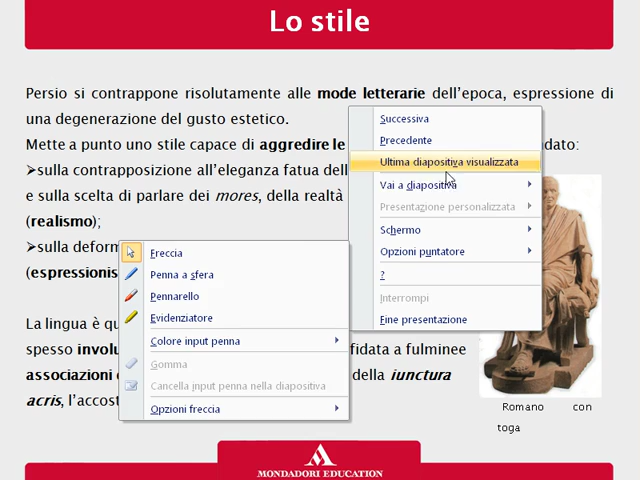 Lo stile
Persio si contrappone risolutamente alle mode letterarie dell'epoca, espressione di
una degenerazione del gusto estetico.
Mette a punto uno stile capace di aggredire le
dato:
➢sulla contrapposizione all'eleganza fatua dell
e sulla scelta di parlare dei mores, della realtà
(realismo);
➢sulla deform
(espressionis
La lingua è qu
spesso involu
fidata a fulminee
associazioni
della iunctura
acris, l'accost
Successiva
Precedente
Ultima diapositiva visualizzata
Vai a diapositiva
Presentazione personalizzata
Schermo
Opzioni puntatore
?
Interrompi
Fine presentazione
Freccia
Penna a sfera
Pennarello
Evidenziatore
Colore input penna
Gomma
Cancella input penna nella diapositiva
Opzioni freccia
Romano con
toga
MONDADORI EDUCATION